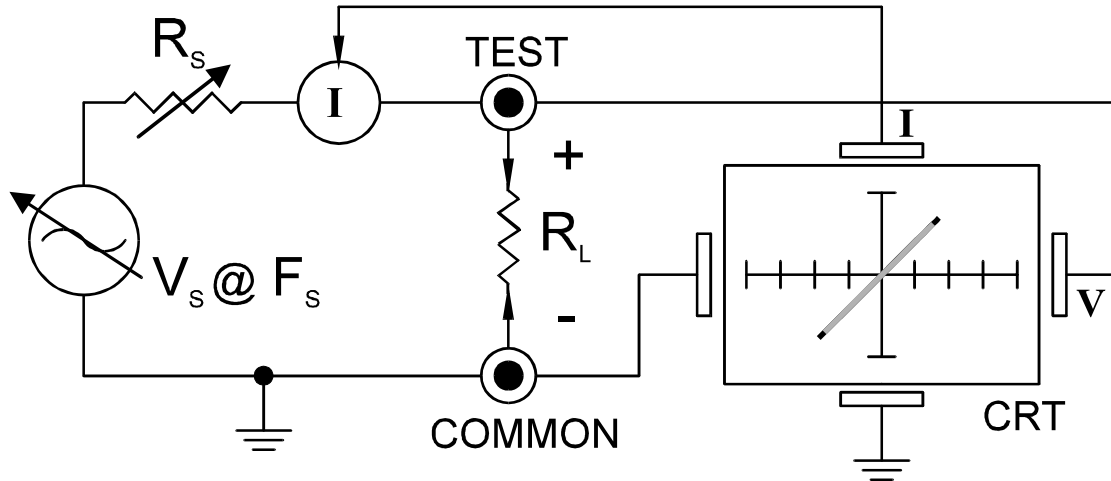 R_S
I
TEST
I
+
R_L
V_S @ F_S
V
-
CRT
COMMON